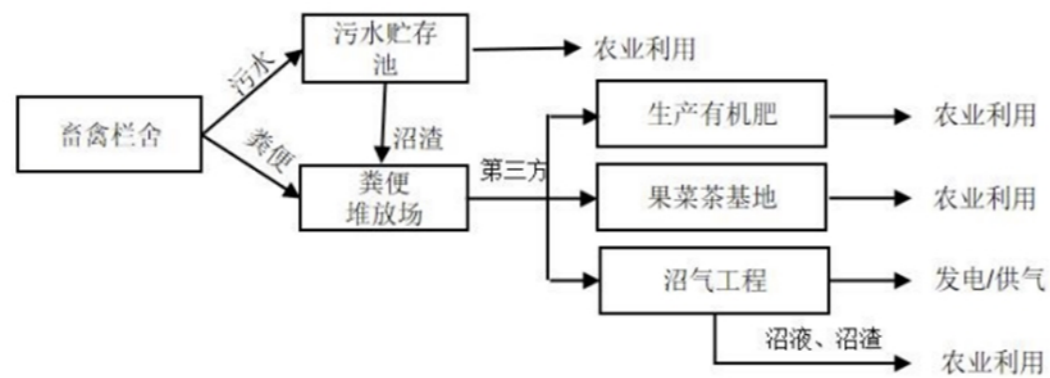 污水贮存
池
农业利用
污水
畜禽栏舍
粪便
沼渣
粪便
堆放场
第三方
生产有机肥
农业利用
果菜茶基地
农业利用
沼气工程
发电/供气
沼液、沼渣
农业利用